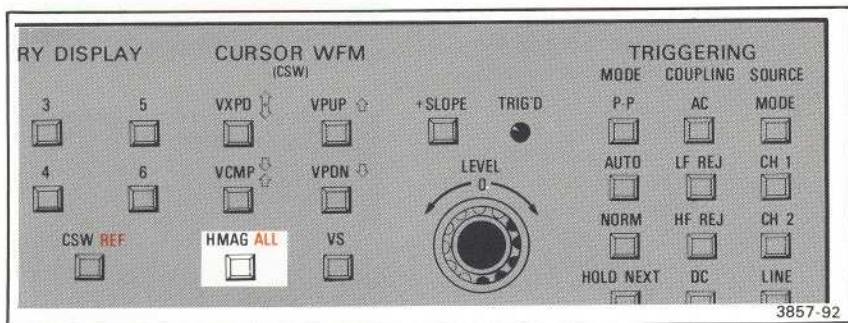 RY DISPLAY
CURSOR WFM
(CSW)
TRIGGERING
MODE COUPLING SOURCE
3 5 VXPD VPUP +SLOPE TRIG'D P-P AC MODE
4 6 VCMP VPDN LEVEL AUTO LF REJ CH 1
0
NORM HF REJ CH 2
CSW REF HMAG ALL VS
HOLD NEXT DC LINE
3857-92